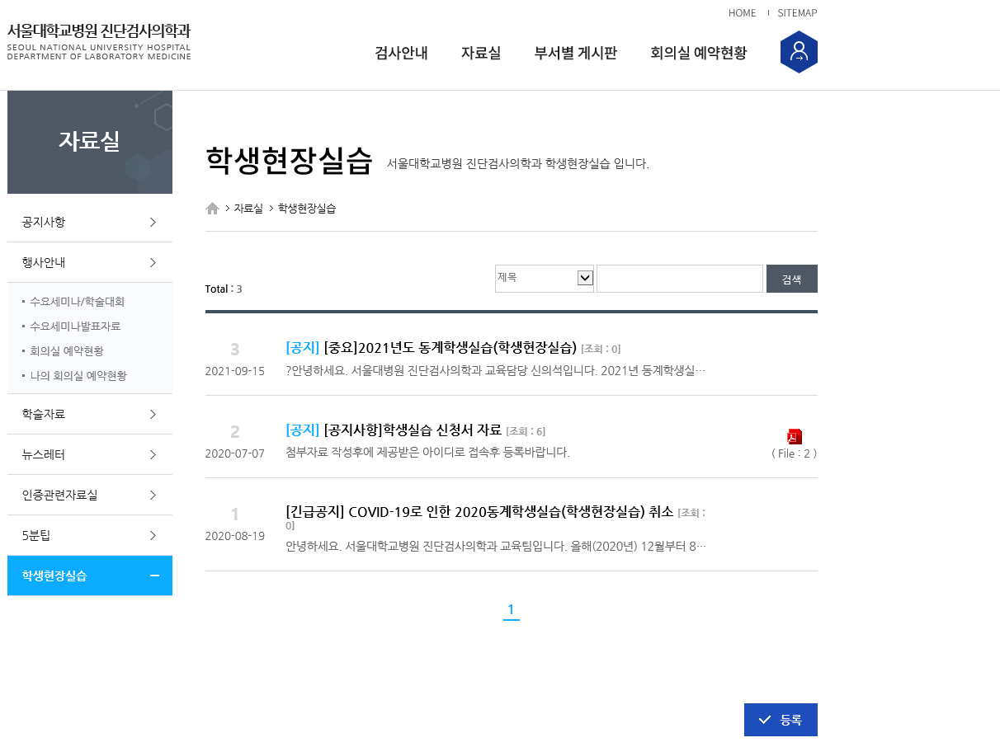 HOME
SITEMAP
서울대학교병원 진단검사의학과
SEOUL NATIONAL UNIVERSITY HOSPITAL
DEPARTMENT OF LABORATORY MEDICINE
검사안내
자료실
부서별 게시판
회의실 예약현황
자료실
공지사항
행사안내
수요세미나/학술대회
수요세미나발표자료
회의실 예약현황
나의 회의실 예약현황
학술자료
뉴스레터
인증관련자료실
5분팁
학생현장실습
학생현장실습 서울대학교병원 진단검사의학과 학생현장실습 입니다.
자료실 학생현장실습
Total : 3
제목
검색
3
2021-09-15
[공지] [중요]2021년도 동계학생실습(학생현장실습) [조회 : 0]
?안녕하세요. 서울대병원 진단검사의학과 교육담당 신의석입니다. 2021년 동계학생실…
2
2020-07-07
[공지] [공지사항]학생실습 신청서 자료 [조회 : 6]
첨부자료 작성후에 제공받은 아이디로 접속후 등록바랍니다.
( File : 2 )
1
2020-08-19
[긴급공지] COVID-19로 인한 2020동계학생실습(학생현장실습) 취소 [조회 :
0]
안녕하세요. 서울대학교병원 진단검사의학과 교육팀입니다. 올해(2020년) 12월부터 8…
1
등록